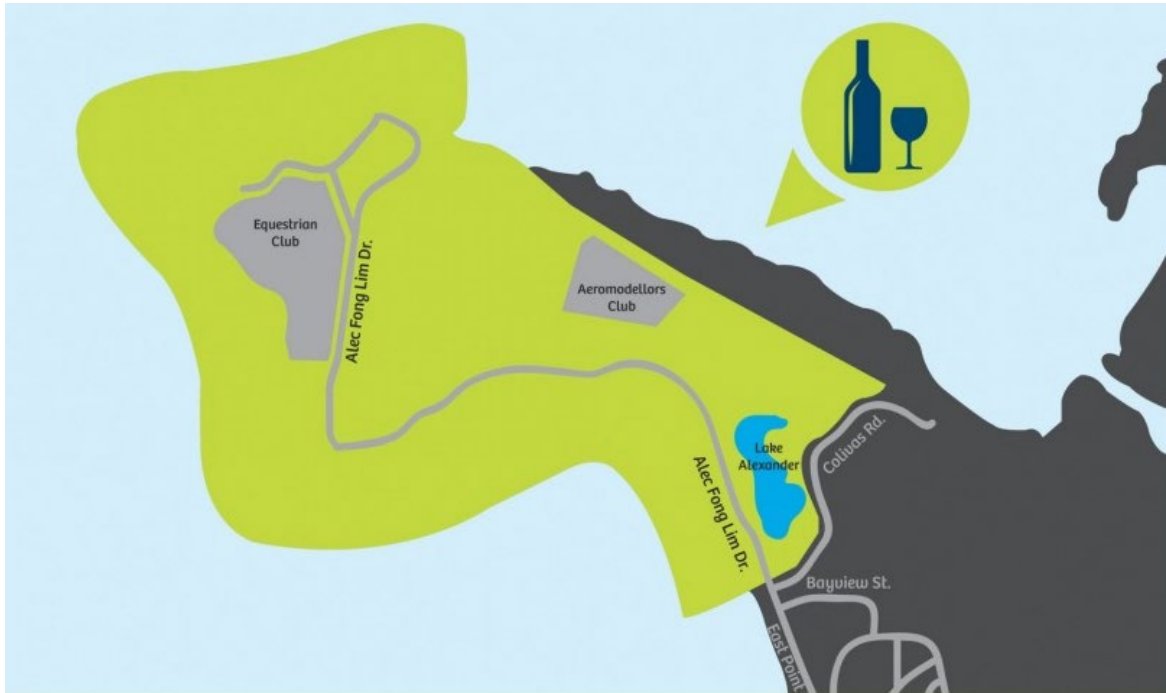 Equestrian
Club
Alec Fong Lim Dr.
Aeromodellors
Club
Lake
Alexander
Colivas Rd.
Alec Fong Lim Dr.
Bayview St.
East Point